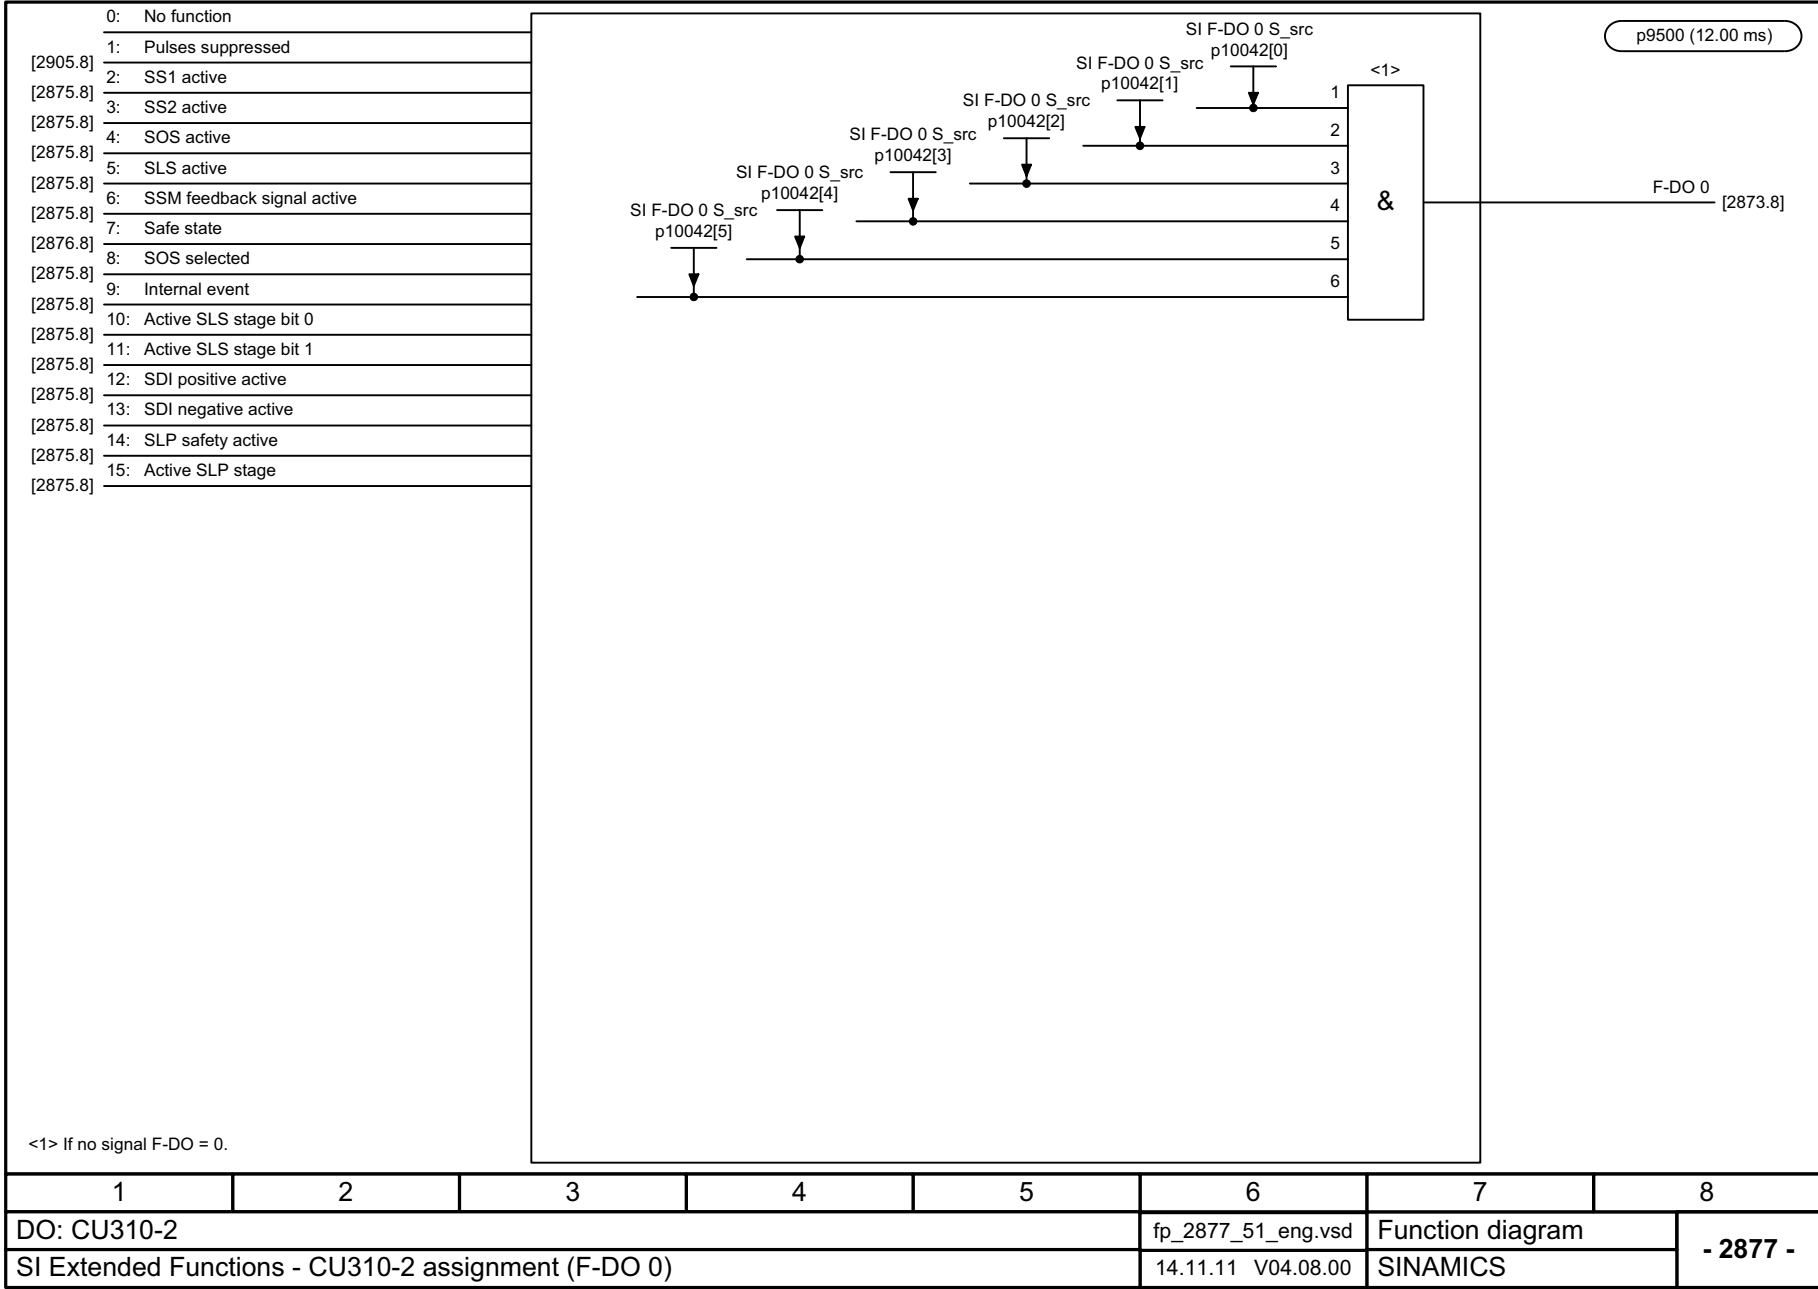 0: No function
1: Pulses suppressed
[2905.8]
2: SS1 active
[2875.8]
3: SS2 active
[2875.8]
4: SOS active
[2875.8]
5: SLS active
[2875.8]
6: SSM feedback signal active
[2875.8]
7: Safe state
[2876.8]
8: SOS selected
[2875.8]
9: Internal event
[2875.8]
10: Active SLS stage bit 0
[2875.8]
11: Active SLS stage bit 1
[2875.8]
12: SDI positive active
[2875.8]
13: SDI negative active
[2875.8]
14: SLP safety active
[2875.8]
15: Active SLP stage
[2875.8]
SI F-DO 0 S_src
p10042[0]
SI F-DO 0 S_src
p10042[1]
SI F-DO 0 S_src
p10042[2]
SI F-DO 0 S_src
p10042[3]
SI F-DO 0 S_src
p10042[4]
SI F-DO 0 S_src
p10042[5]
<1>
1
2
3
4
5
6
&
p9500 (12.00 ms)
F-DO 0
[2873.8]
<1> If no signal F-DO = 0.
1 2 3 4 5 6 7 8
DO: CU310-2
fp_2877_51_eng.vsd
Function diagram
- 2877 -
SI Extended Functions - CU310-2 assignment (F-DO 0)
14.11.11 V04.08.00
SINAMICS